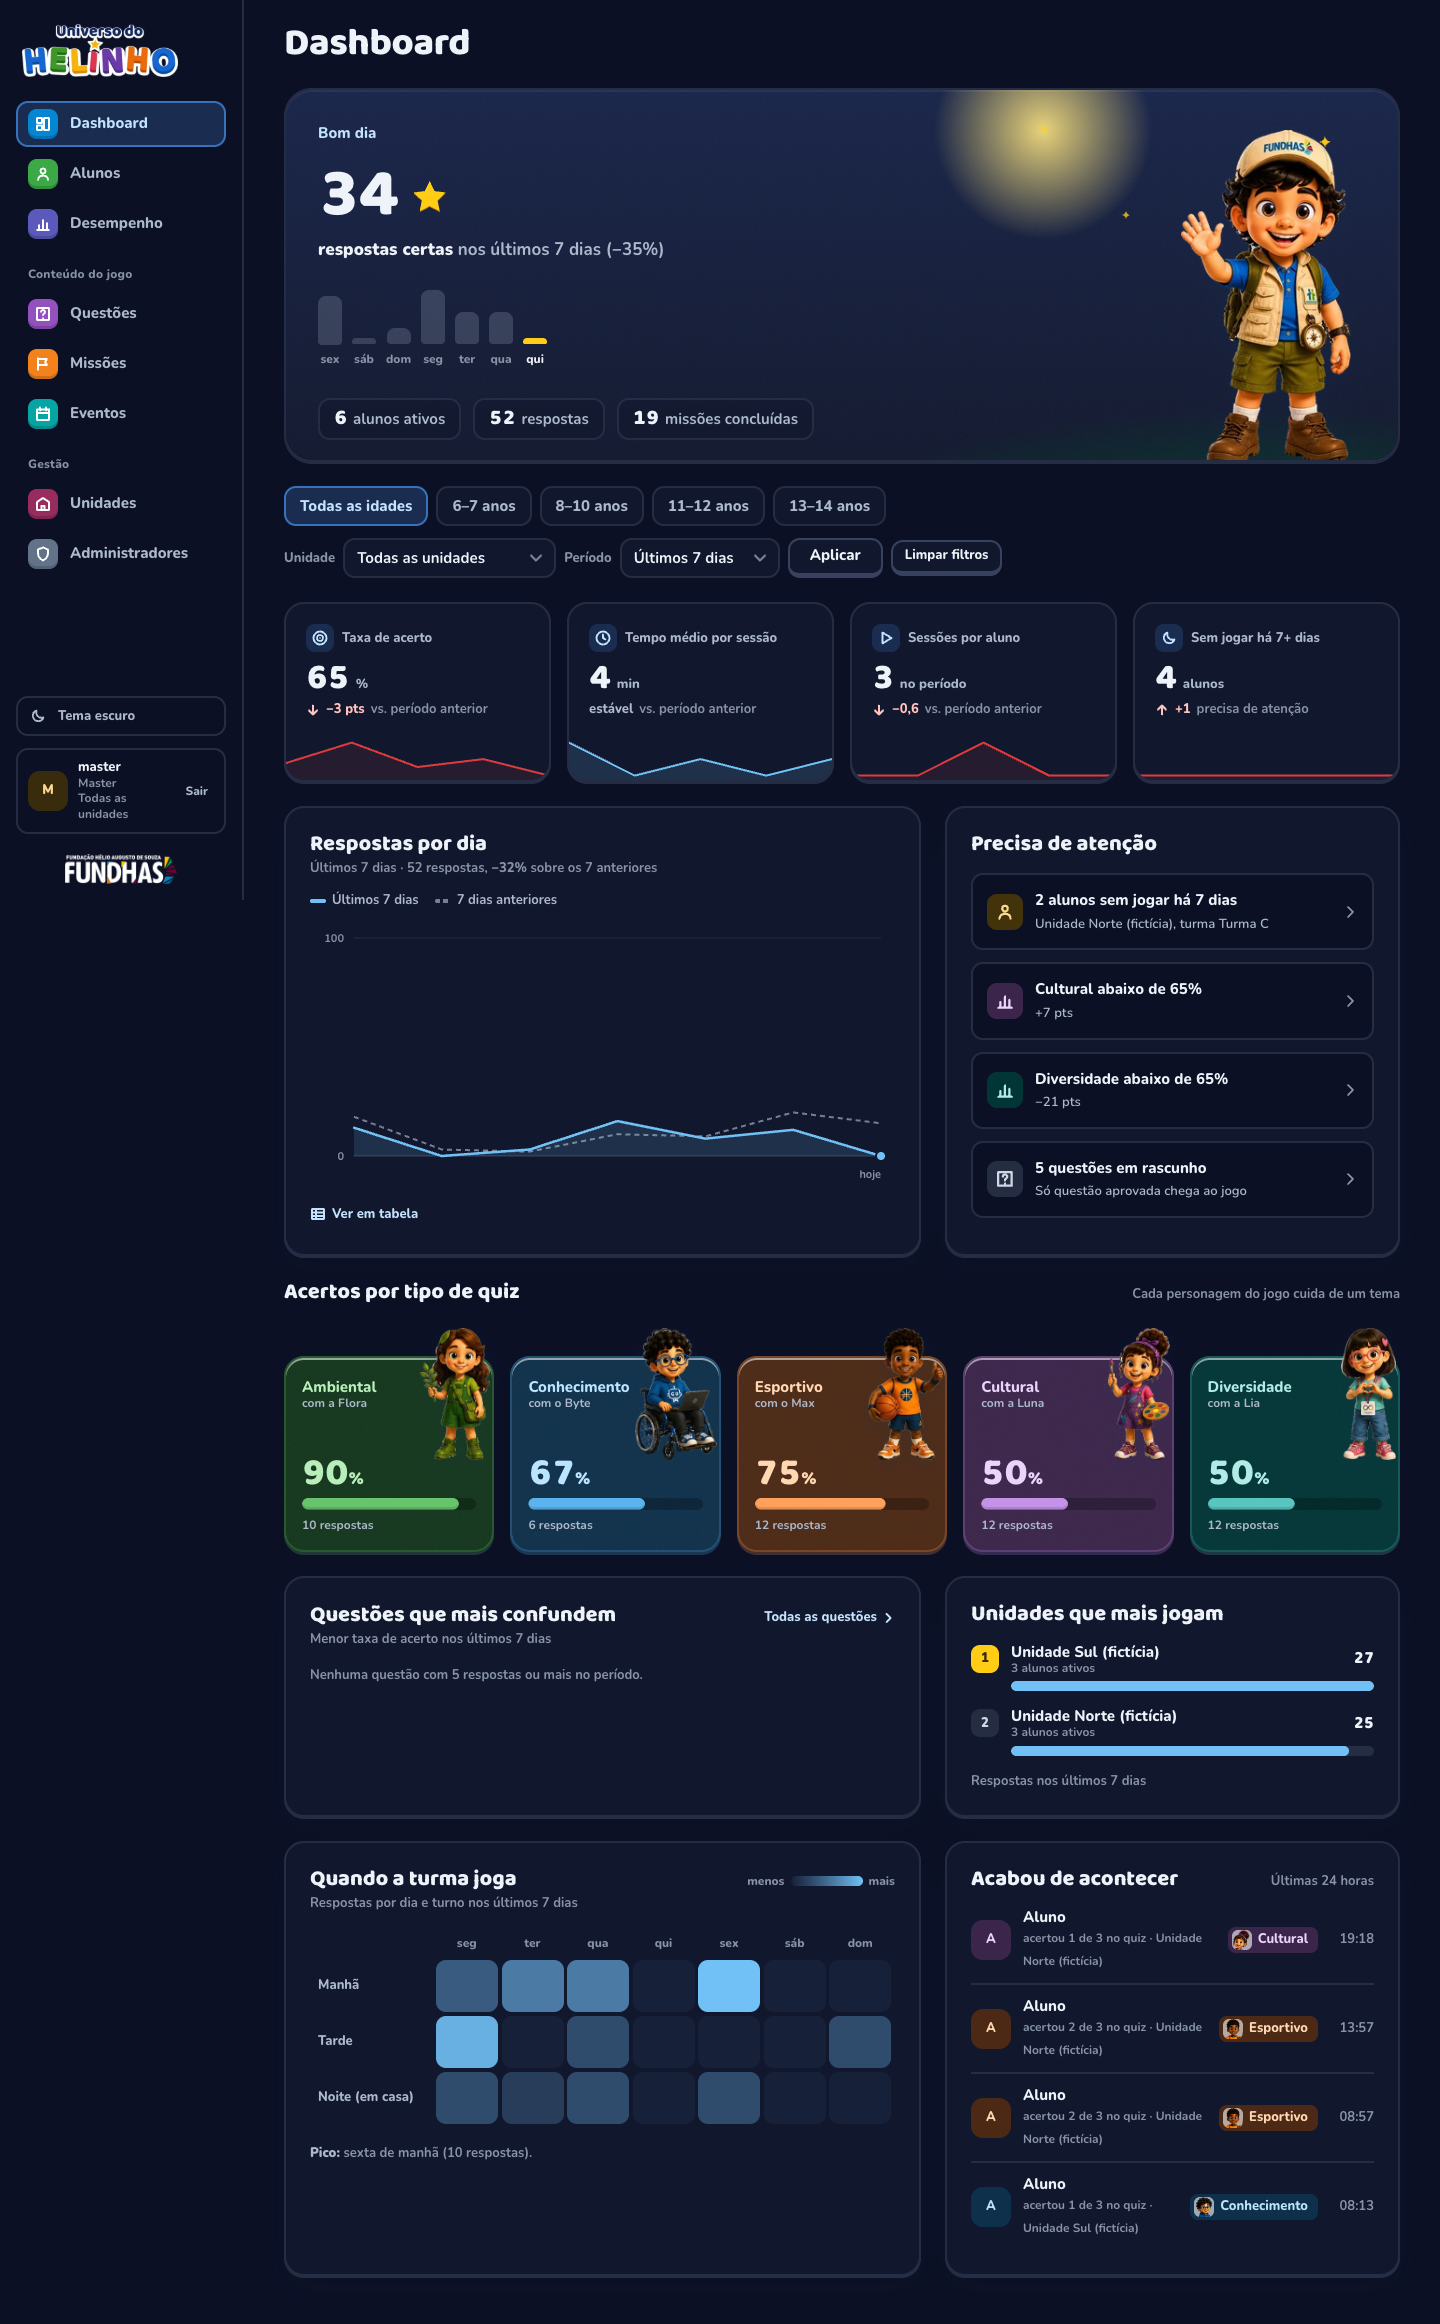 Universo do
HELINHO
Dashboard
Alunos
Desempenho
Conteúdo do jogo
Questões
Missões
Eventos
Gestão
Unidades
Administradores
Tema escuro
M
master
Master
Todas as
unidades
Sair
FUNDAÇÃO HÉLIO AUGUSTO DE SOUZA
FUNDHAS
Dashboard
Bom dia
34
respostas certas nos últimos 7 dias (−35%)
sex sáb dom seg ter qua qui
6 alunos ativos
52 respostas
19 missões concluídas
FUNDHAS
Todas as idades
6–7 anos
8–10 anos
11–12 anos
13–14 anos
Unidade
Todas as unidades
Período
Últimos 7 dias
Aplicar
Limpar filtros
Taxa de acerto
65 %
−3 pts vs. período anterior
Tempo médio por sessão
4 min
estável vs. período anterior
Sessões por aluno
3 no período
−0,6 vs. período anterior
Sem jogar há 7+ dias
4 alunos
+1 precisa de atenção
Respostas por dia
Últimos 7 dias · 52 respostas, −32% sobre os 7 anteriores
Últimos 7 dias
7 dias anteriores
100
0
hoje
Ver em tabela
Precisa de atenção
2 alunos sem jogar há 7 dias
Unidade Norte (fictícia), turma Turma C
Cultural abaixo de 65%
+7 pts
Diversidade abaixo de 65%
−21 pts
5 questões em rascunho
Só questão aprovada chega ao jogo
Acertos por tipo de quiz
Cada personagem do jogo cuida de um tema
Ambiental
com a Flora
90%
10 respostas
Conhecimento
com o Byte
67%
6 respostas
Esportivo
com o Max
75%
12 respostas
Cultural
com a Luna
50%
12 respostas
Diversidade
com a Lia
50%
12 respostas
Questões que mais confundem
Todas as questões
Menor taxa de acerto nos últimos 7 dias
Nenhuma questão com 5 respostas ou mais no período.
Unidades que mais jogam
1
Unidade Sul (fictícia)
3 alunos ativos
27
2
Unidade Norte (fictícia)
3 alunos ativos
25
Respostas nos últimos 7 dias
Quando a turma joga
menos
mais
Respostas por dia e turno nos últimos 7 dias
seg ter qua qui sex sáb dom
Manhã
Tarde
Noite (em casa)
Pico: sexta de manhã (10 respostas).
Acabou de acontecer
Últimas 24 horas
A
Aluno
acertou 1 de 3 no quiz · Unidade
Norte (fictícia)
Cultural
19:18
A
Aluno
acertou 2 de 3 no quiz · Unidade
Norte (fictícia)
Esportivo
13:57
A
Aluno
acertou 2 de 3 no quiz · Unidade
Norte (fictícia)
Esportivo
08:57
A
Aluno
acertou 1 de 3 no quiz ·
Unidade Sul (fictícia)
Conhecimento
08:13